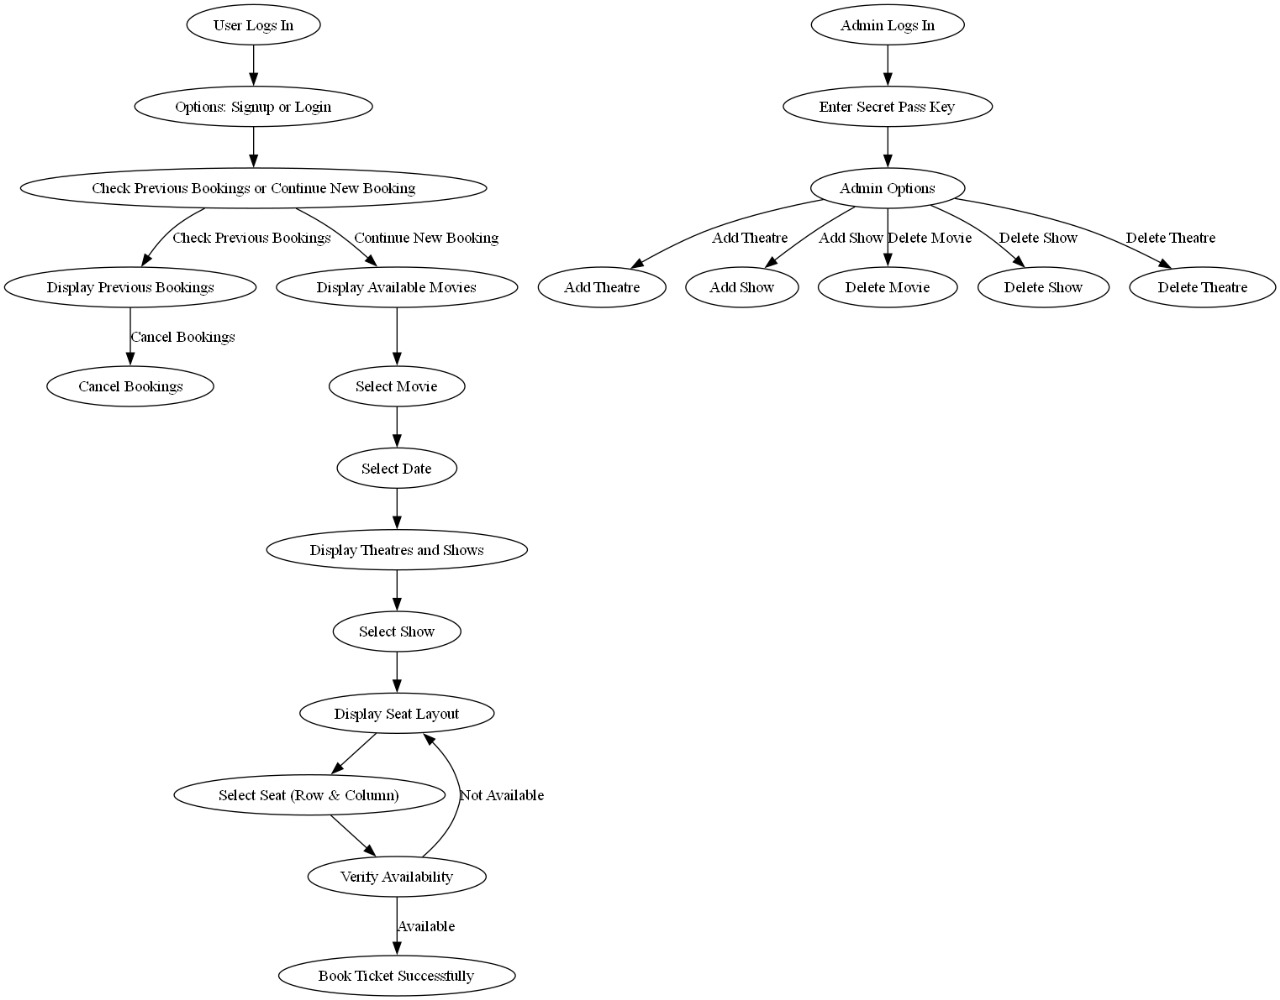 User Logs In
Admin Logs In
Options: Signup or Login
Enter Secret Pass Key
Check Previous Bookings or Continue New Booking
Admin Options
Check Previous Bookings
Continue New Booking
Add Theatre
Add Show
Delete Movie
Delete Show
Delete Theatre
Display Previous Bookings
Display Available Movies
Add Theatre
Add Show
Delete Movie
Delete Show
Delete Theatre
Cancel Bookings
Cancel Bookings
Select Movie
Select Date
Display Theatres and Shows
Select Show
Display Seat Layout
Select Seat (Row & Column)
Not Available
Verify Availability
Available
Book Ticket Successfully